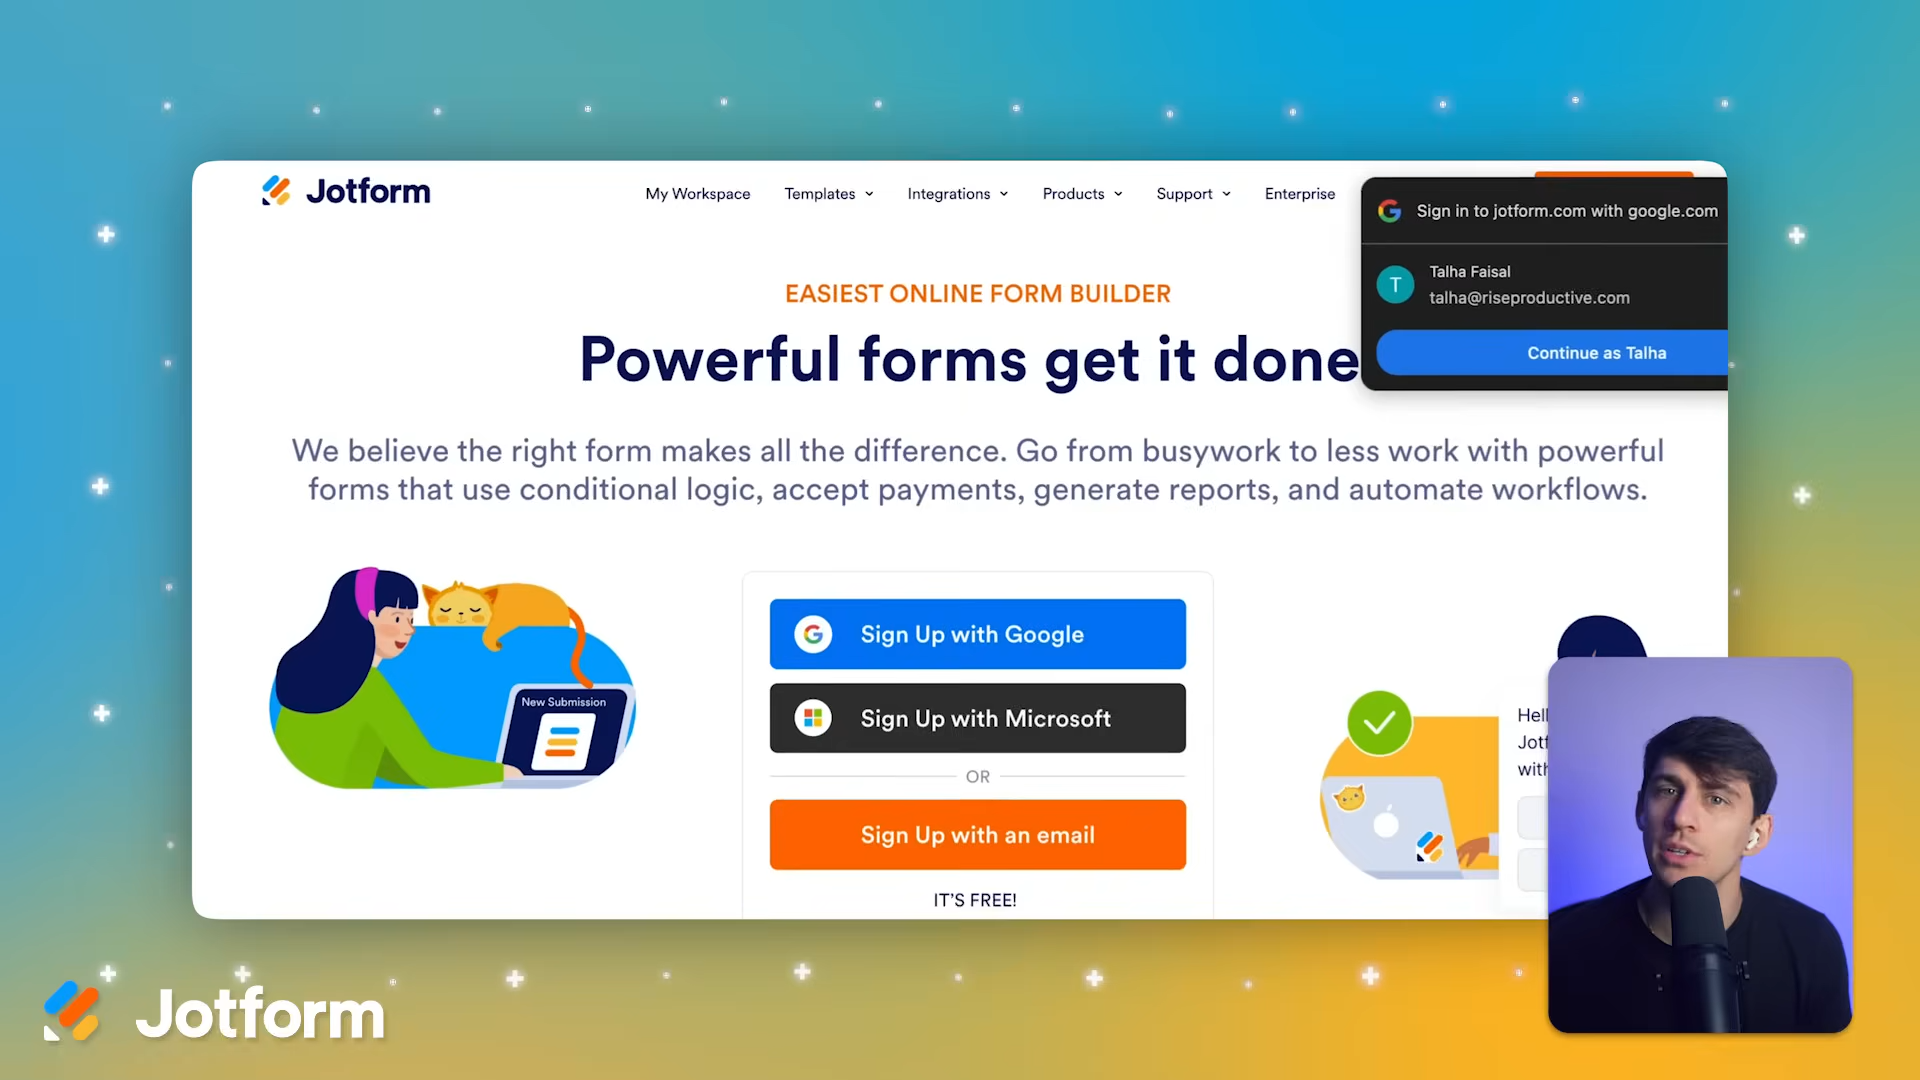 Jotform
My Workspace
Templates
Integrations
Products
Support
Enterprise
Sign in to jotform.com with google.com
T
Talha Faisal
talha@riseproductive.com
Continue as Talha
EASIEST ONLINE FORM BUILDER
Powerful forms get it done
We believe the right form makes all the difference. Go from busywork to less work with powerful
forms that use conditional logic, accept payments, generate reports, and automate workflows.
New Submission
Sign Up with Google
Sign Up with Microsoft
OR
Sign Up with an email
IT'S FREE!
with
Jotform